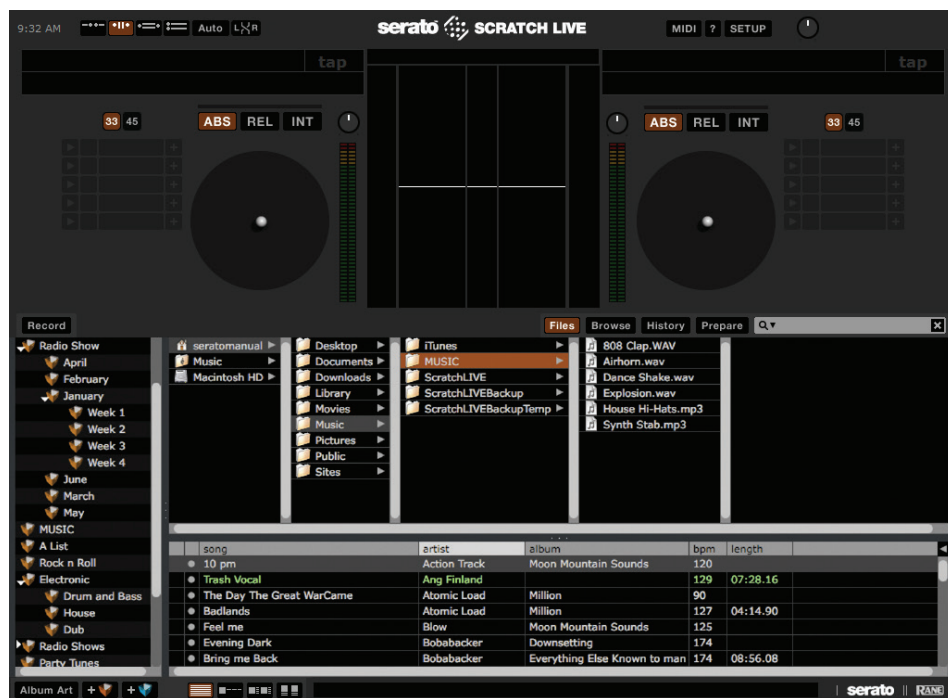 9:32 AM Auto L R serato SCRATCH LIVE MIDI ? SETUP
tap tap
33 45 ABS REL INT ABS REL INT 33 45
Record Files Browse History Prepare
Radio Show
April
February
January
Week 1
Week 2
Week 3
Week 4
June
March
May
MUSIC
A List
Rock n Roll
Electronic
Drum and Bass
House
Dub
Radio Shows
Party Tunes
seratomanual
Music
Macintosh HD
Desktop
Documents
Downloads
Library
Movies
Music
Pictures
Public
Sites
iTunes
MUSIC
ScratchLIVE
ScratchLIVEBackup
ScratchLIVEBackupTemp
808 Clap.WAV
Airhorn.wav
Dance Shake.wav
Explosion.wav
House Hi-Hats.mp3
Synth Stab.mp3
song artist album bpm length
10 pm Action Track Moon Mountain Sounds 120
Trash Vocal Ang Finland 129 07:28.16
The Day The Great WarCame Atomic Load Million 90
Badlands Atomic Load Million 127 04:14.90
Feel me Blow Moon Mountain Sounds 125
Evening Dark Bobabacker Downsetting 174
Bring me Back Bobabacker Everything Else Known to man 174 08:56.08
Album Art + + serato RANE